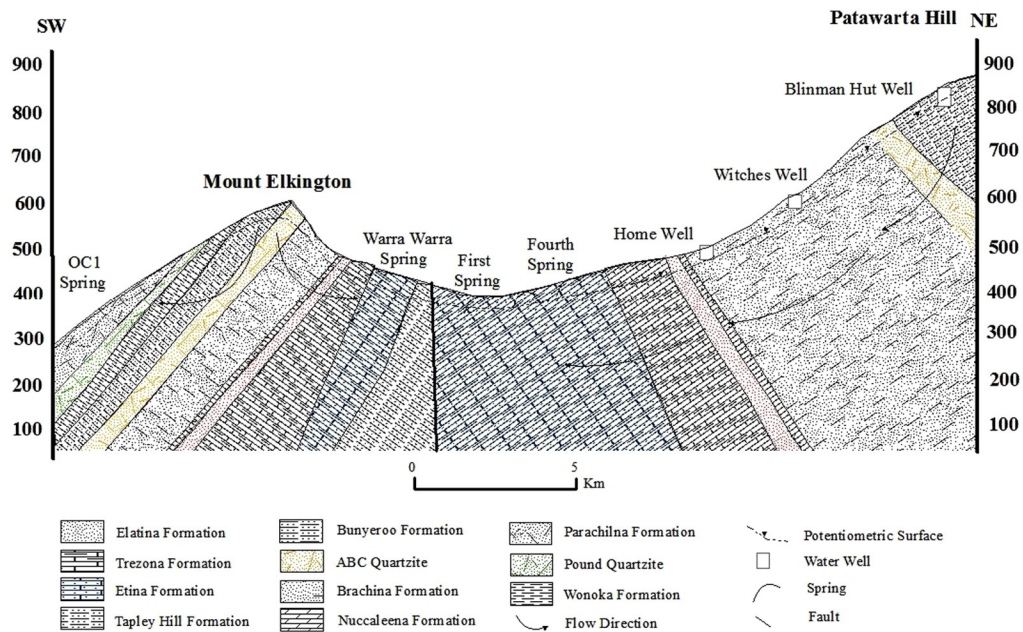 Patawarta Hill NE
SW
900
800
700
600
500
400
300
200
100
900
800
700
600
500
400
300
200
100
Blinman Hut Well
Witches Well
Mount Elkington
Home Well
Warra Warra
Spring
First
Spring
Fourth
Spring
OC1
Spring
0
5
Km
Elatina Formation
Trezona Formation
Etina Formation
Tapley Hill Formation
Bunyeroo Formation
ABC Quartzite
Brachina Formation
Nuccaleena Formation
Parachilna Formation
Pound Quartzite
Wonoka Formation
Flow Direction
Potentiometric Surface
Water Well
Spring
Fault